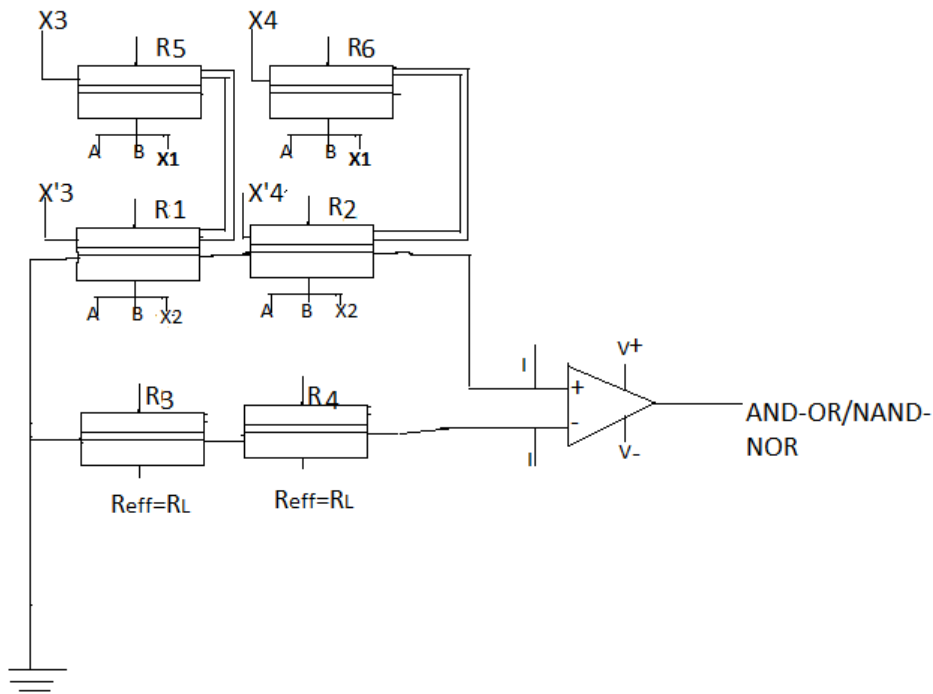 X3
R5
X4
R6
A B X1
A B X1
X'3
R1
X'4
R2
A B X2
A B X2
R3
R4
Reff=RL
Reff=RL
I
V+
+
-
I
V-
AND-OR/NAND-
NOR